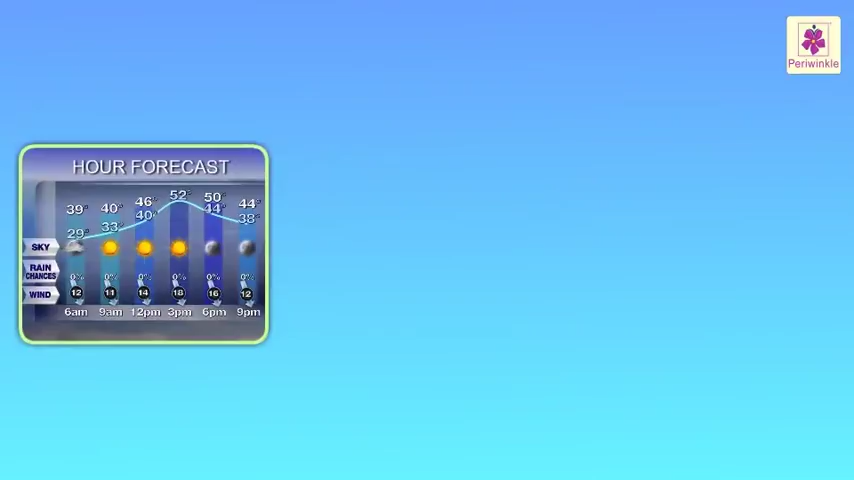 Periwinkle
HOUR FORECAST
39° 40° 46° 52° 50° 44°
29° 33° 40° 44° 38°
SKY
RAIN CHANCES
0% 0% 0% 0% 0% 0%
WIND
12 11 14 18 16 12
6am 9am 12pm 3pm 6pm 9pm